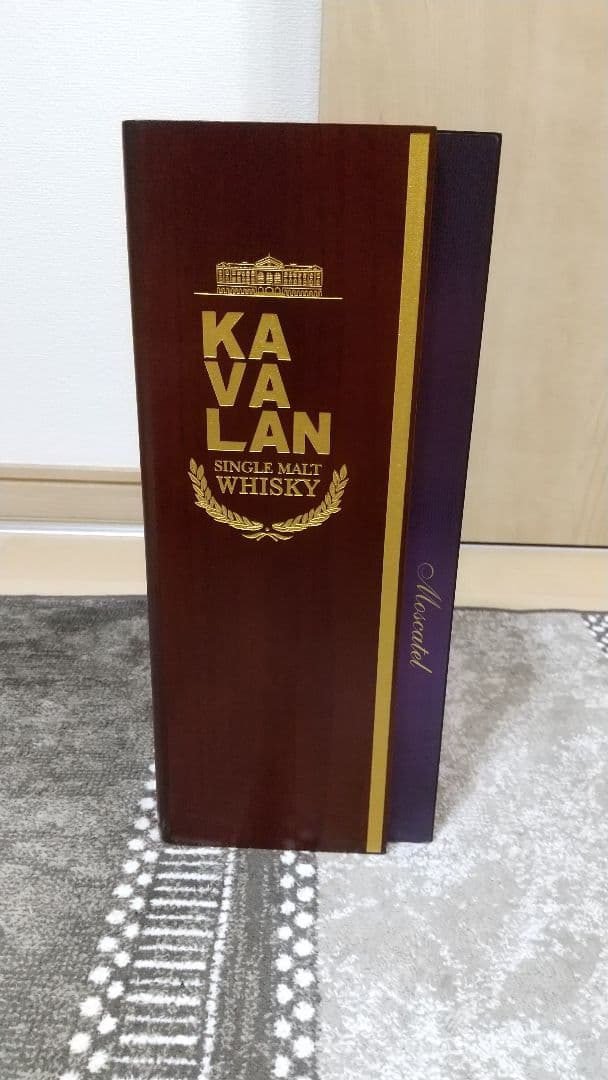 KA
VA
LAN
SINGLE MALT
WHISKY
Moscatel